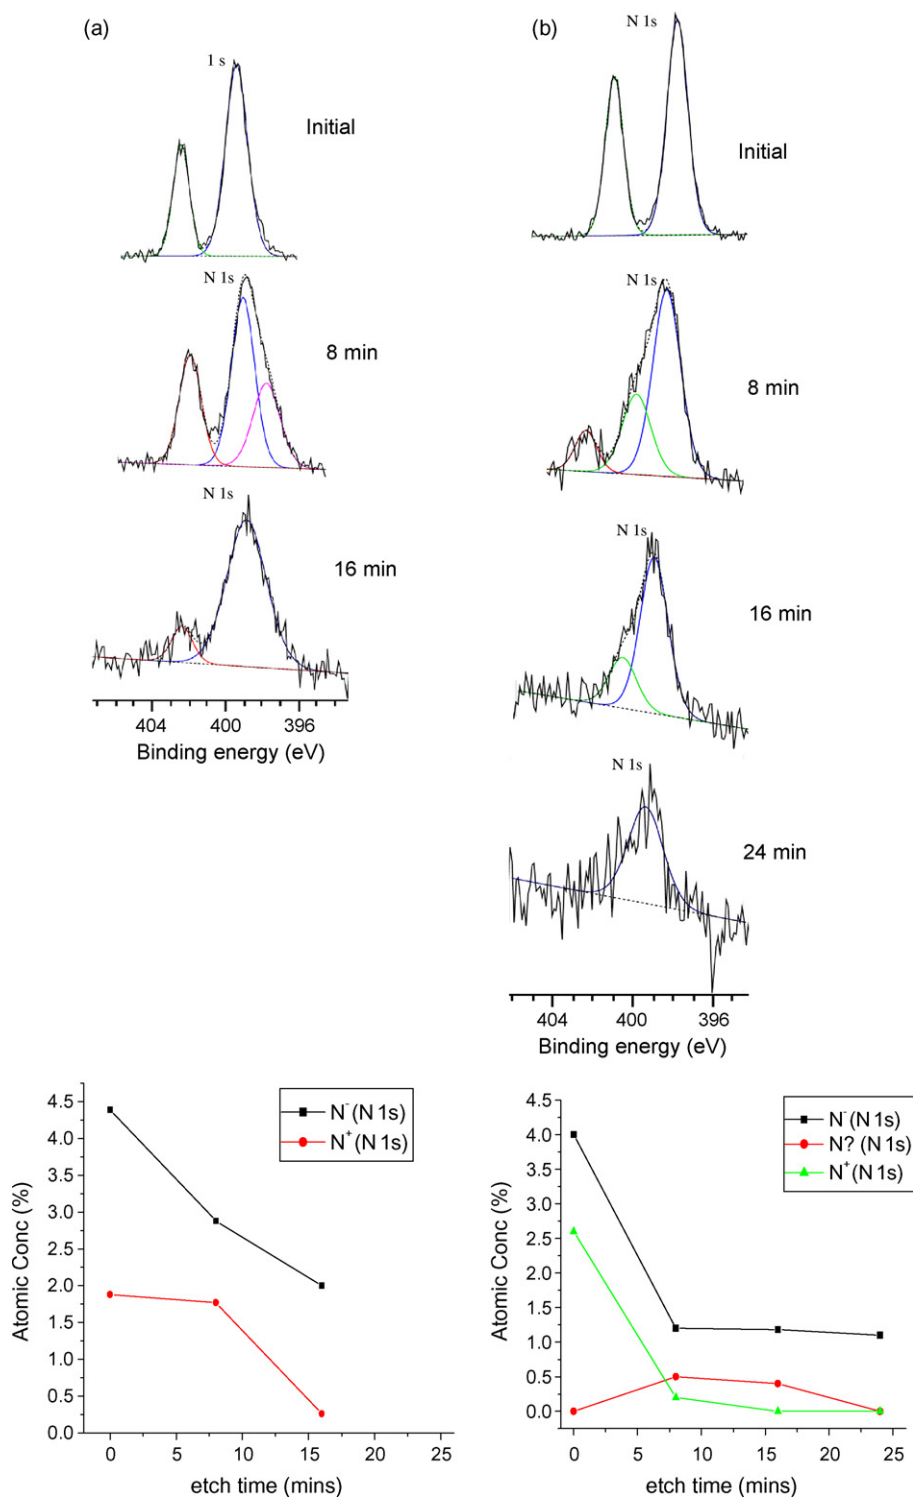 (a)
1 s
Initial
N 1s
8 min
N 1s
16 min
404 400 396
Binding energy (eV)
(b)
N 1s
Initial
N 1s
8 min
N 1s
16 min
N 1s
24 min
404 400 396
Binding energy (eV)
4.5
4.0
3.5
3.0
2.5
2.0
1.5
1.0
0.5
0.0
Atomic Conc (%)
N⁻(N 1s)
N⁺(N 1s)
0 5 10 15 20 25
etch time (mins)
4.5
4.0
3.5
3.0
2.5
2.0
1.5
1.0
0.5
0.0
Atomic Conc (%)
N⁻(N 1s)
N? (N 1s)
N⁺(N 1s)
0 5 10 15 20 25
etch time (mins)